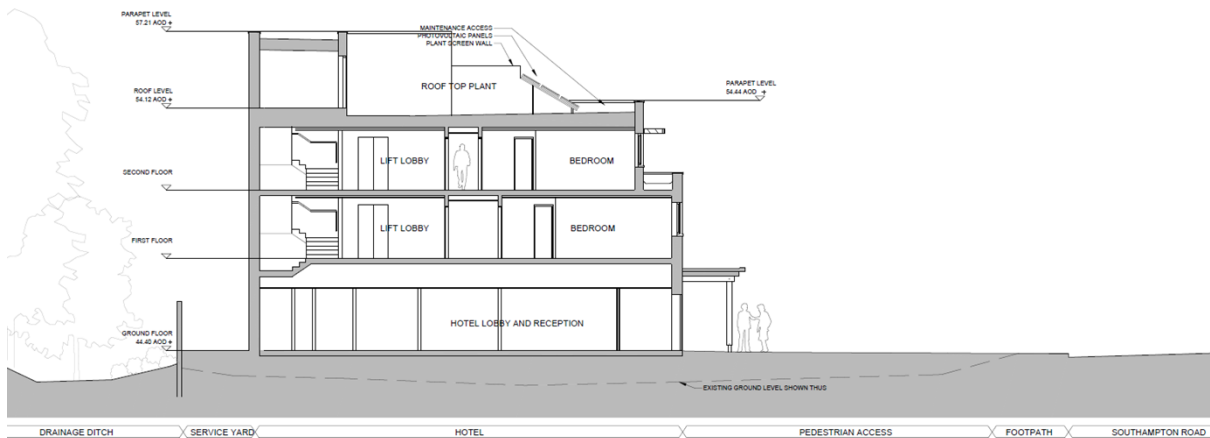 PARAPET LEVEL
57.21 AOD +
MAINTENANCE ACCESS
PHOTOVOLTAIC PANELS
PLANT SCREEN WALL
PARAPET LEVEL
54.44 AOD +
ROOF LEVEL
54.12 AOD +
ROOF TOP PLANT
LIFT LOBBY
BEDROOM
SECOND FLOOR
LIFT LOBBY
BEDROOM
FIRST FLOOR
HOTEL LOBBY AND RECEPTION
GROUND FLOOR
44.40 AOD +
EXISTING GROUND LEVEL SHOWN THUS
DRAINAGE DITCH
SERVICE YARD
HOTEL
PEDESTRIAN ACCESS
FOOTPATH
SOUTHAMPTON ROAD